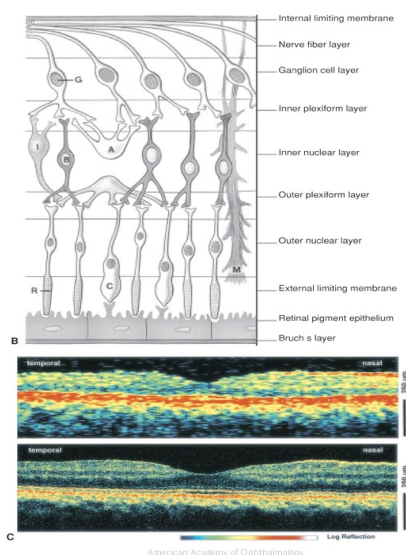 Internal limiting membrane
Nerve fiber layer
Ganglion cell layer
G
Inner plexiform layer
I
A
B
Inner nuclear layer
Outer plexiform layer
Outer nuclear layer
M
R
C
External limiting membrane
Retinal pigment epithelium
Bruch s layer
B
temporal
nasal
250 um
temporal
nasal
250 um
C
Log Reflection
American Academy of Ophthalmology